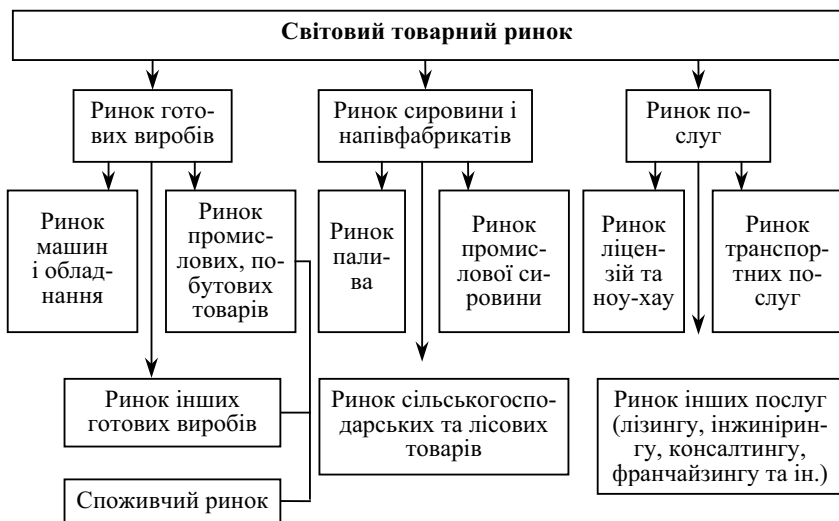 Світовий товарний ринок
Ринок гото-
вих виробів
Ринок сировини і
напівфабрикатів
Ринок по-
слуг
Ринок
машин
і облад-
нання
Ринок
промис-
лових, по-
бутових
товарів
Ринок
пали-
ва
Ринок
промис-
лової си-
ровини
Ринок
ліцен-
зій та
ноу-хау
Ринок
транспор-
тних по-
слуг
Ринок інших
готових виробів
Ринок сільськогоспо-
дарських та лісових
товарів
Ринок інших послуг
(лізингу, інжинірин-
гу, консалтингу,
франчайзингу та ін.)
Споживчий ринок